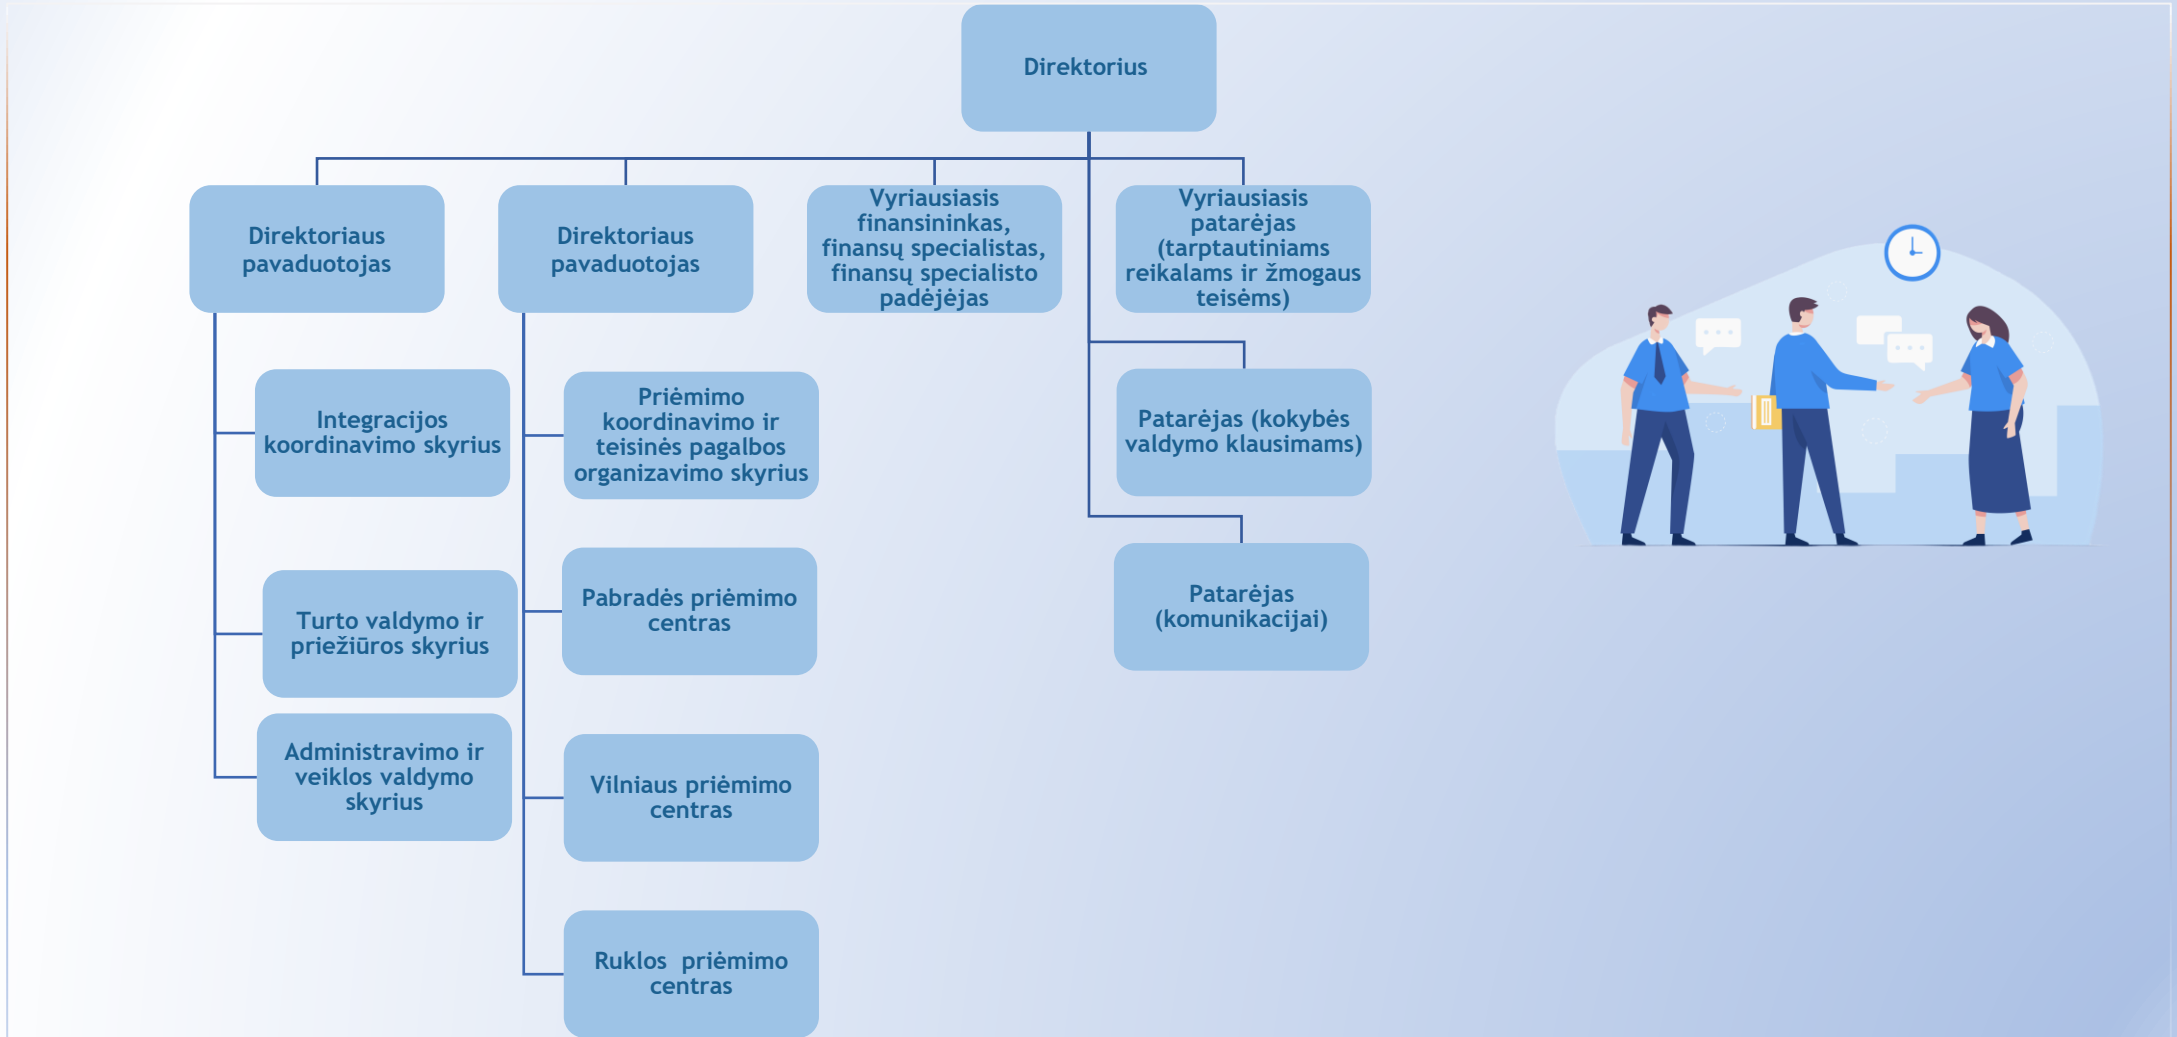 Direktorius
Direktoriaus
pavaduotojas
Direktoriaus
pavaduotojas
Vyriausiasis
finansininkas,
finansų specialistas,
finansų specialisto
padėjėjas
Vyriausiasis
patarėjas
(tarptautiniams
reikalams ir žmogaus
teisėms)
Integracijos
koordinavimo skyrius
Turto valdymo ir
priežiūros skyrius
Administravimo ir
veiklos valdymo
skyrius
Priėmimo
koordinavimo ir
teisinės pagalbos
organizavimo skyrius
Pabradės priėmimo
centras
Vilniaus priėmimo
centras
Ruklos  priėmimo
centras
Patarėjas (kokybės
valdymo klausimams)
Patarėjas
(komunikacijai)